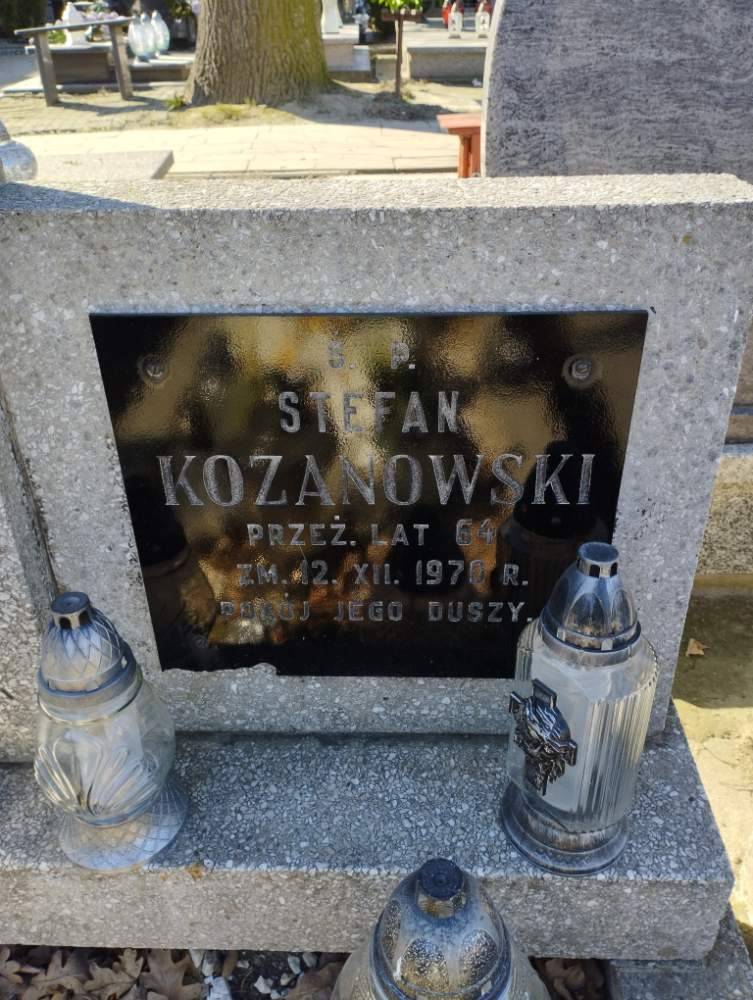 Ś. P.
STEFAN
KOZANOWSKI
PRZEŻ. LAT 64
ZM. 12. XII. 1970 R.
POKÓJ JEGO DUSZY.